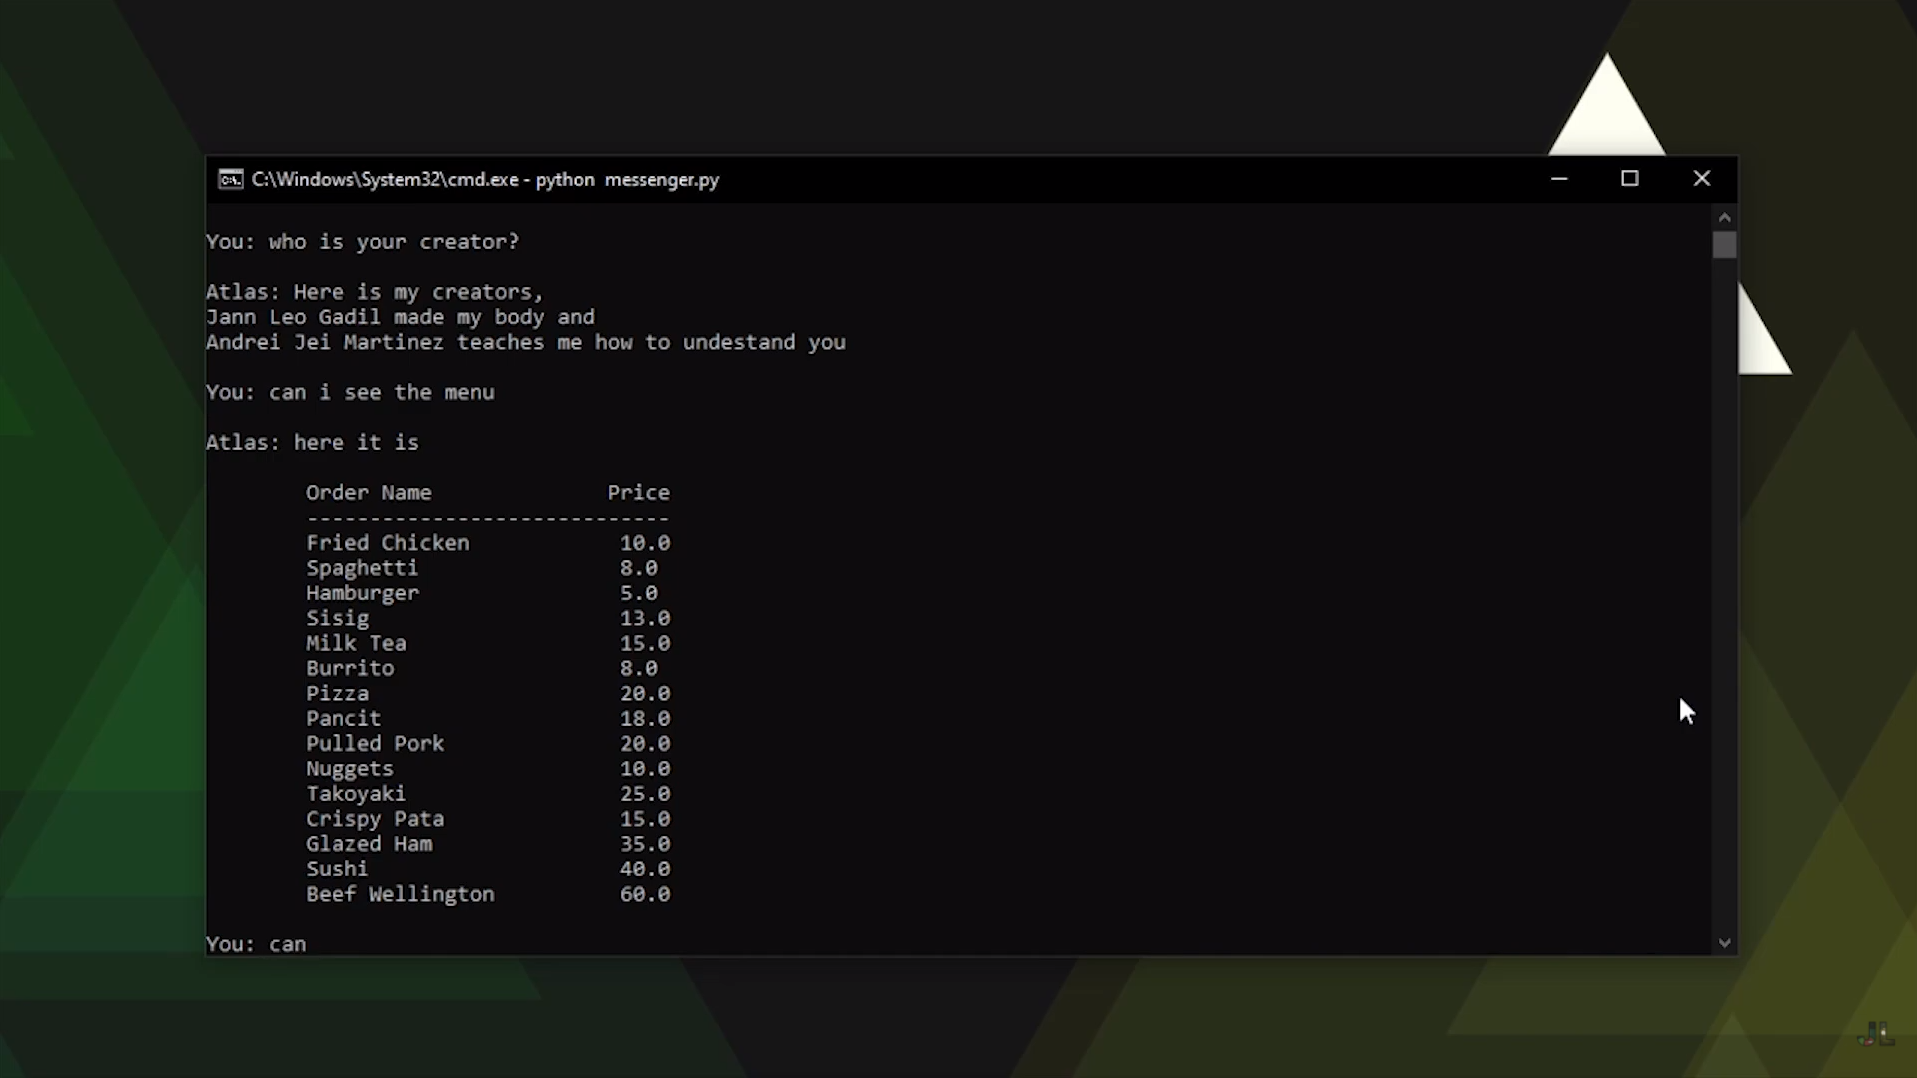 C:\Windows\System32\cmd.exe - python  messenger.py
You: who is your creator?
Atlas: Here is my creators,
Jann Leo Gadil made my body and
Andrei Jei Martinez teaches me how to undestand you
You: can i see the menu
Atlas: here it is
Order Name Price
-----------------------------
Fried Chicken 10.0
Spaghetti 8.0
Hamburger 5.0
Sisig 13.0
Milk Tea 15.0
Burrito 8.0
Pizza 20.0
Pancit 18.0
Pulled Pork 20.0
Nuggets 10.0
Takoyaki 25.0
Crispy Pata 15.0
Glazed Ham 35.0
Sushi 40.0
Beef Wellington 60.0
You: can
JL